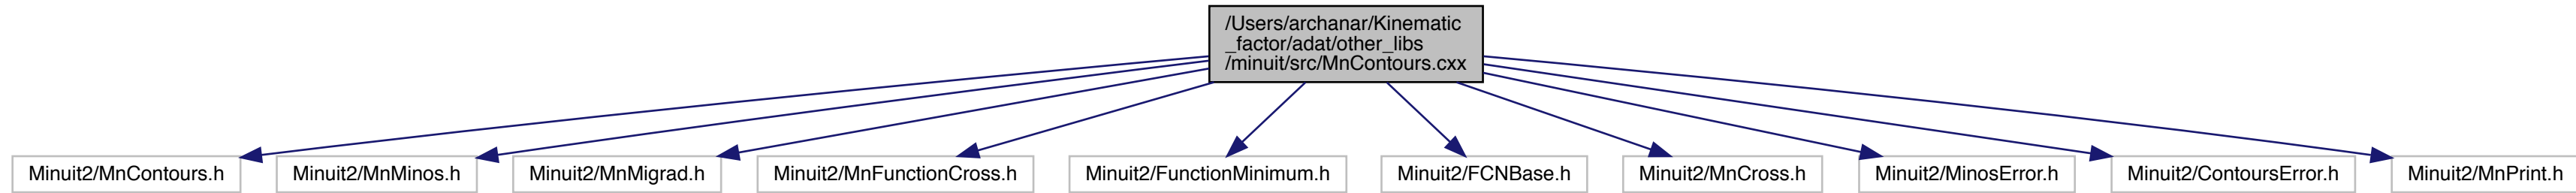 /Users/archanar/Kinematic
_factor/adat/other_libs
/minuit/src/MnContours.cxx
Minuit2/MnContours.h
Minuit2/MnMinos.h
Minuit2/MnMigrad.h
Minuit2/MnFunctionCross.h
Minuit2/FunctionMinimum.h
Minuit2/FCNBase.h
Minuit2/MnCross.h
Minuit2/MinosError.h
Minuit2/ContoursError.h
Minuit2/MnPrint.h